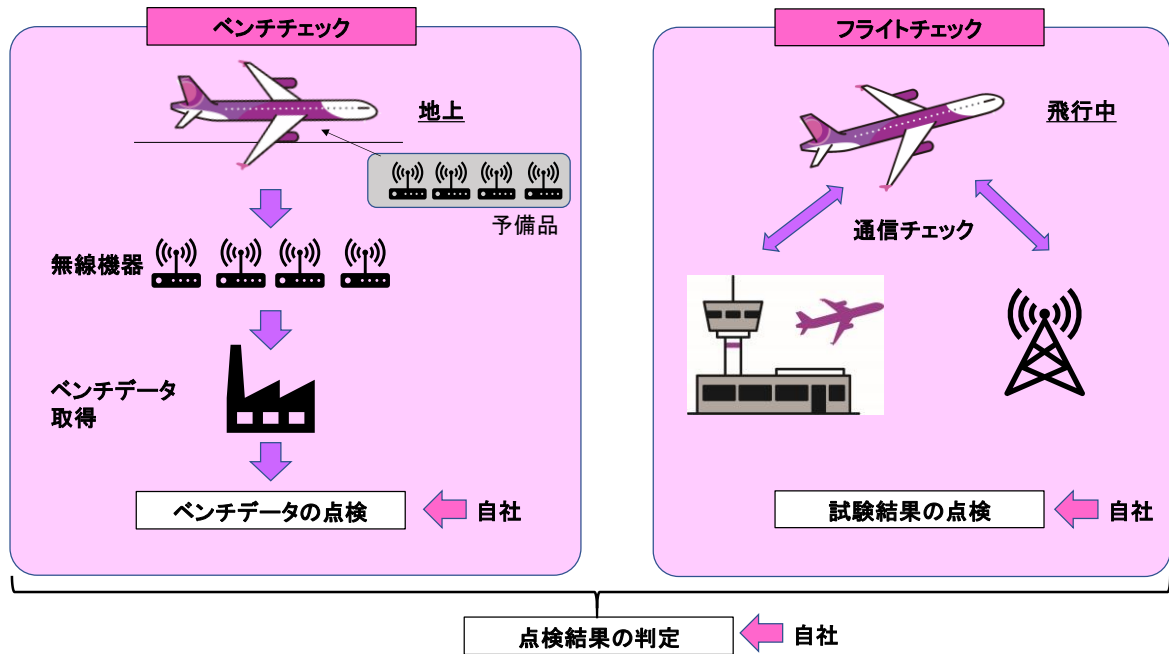 ベンチチェック
地上
予備品
無線機器
ベンチデータ
取得
ベンチデータの点検
自社
フライトチェック
飛行中
通信チェック
試験結果の点検
自社
点検結果の判定
自社